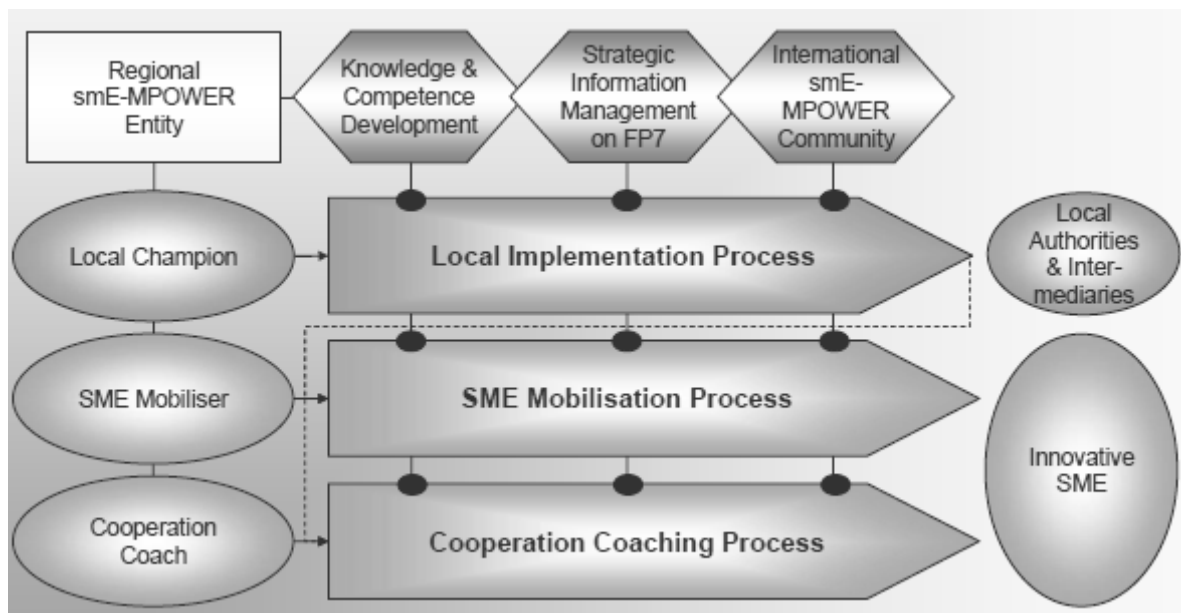 Regional
smE-MPOWER
Entity
Knowledge &
Competence
Development
Strategic
Information
Management
on FP7
International
smE-
MPOWER
Community
Local Champion
Local Implementation Process
Local
Authorities
& Inter-
mediaries
SME Mobiliser
SME Mobilisation Process
Innovative
SME
Cooperation
Coach
Cooperation Coaching Process